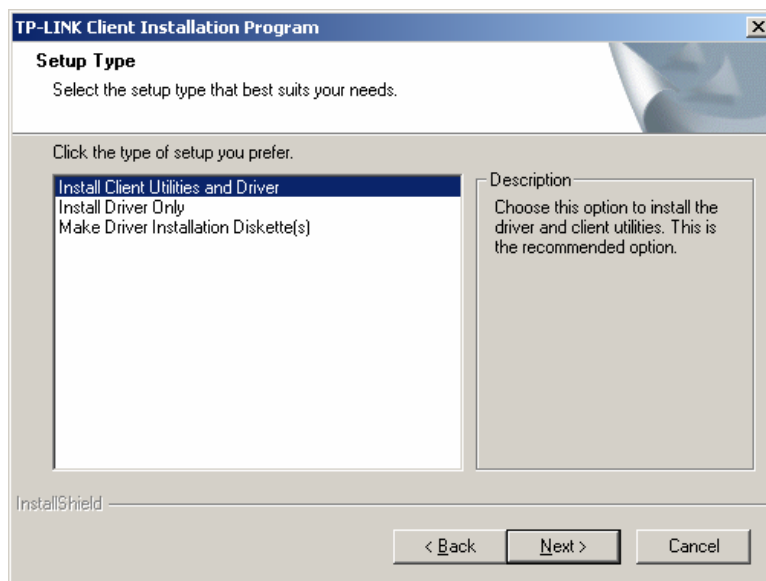 TP-LINK Client Installation Program
Setup Type
Select the setup type that best suits your needs.
Click the type of setup you prefer.
Install Client Utilities and Driver
Install Driver Only
Make Driver Installation Diskette(s)
Description
Choose this option to install the
driver and client utilities. This is
the recommended option.
InstallShield
< Back
Next >
Cancel